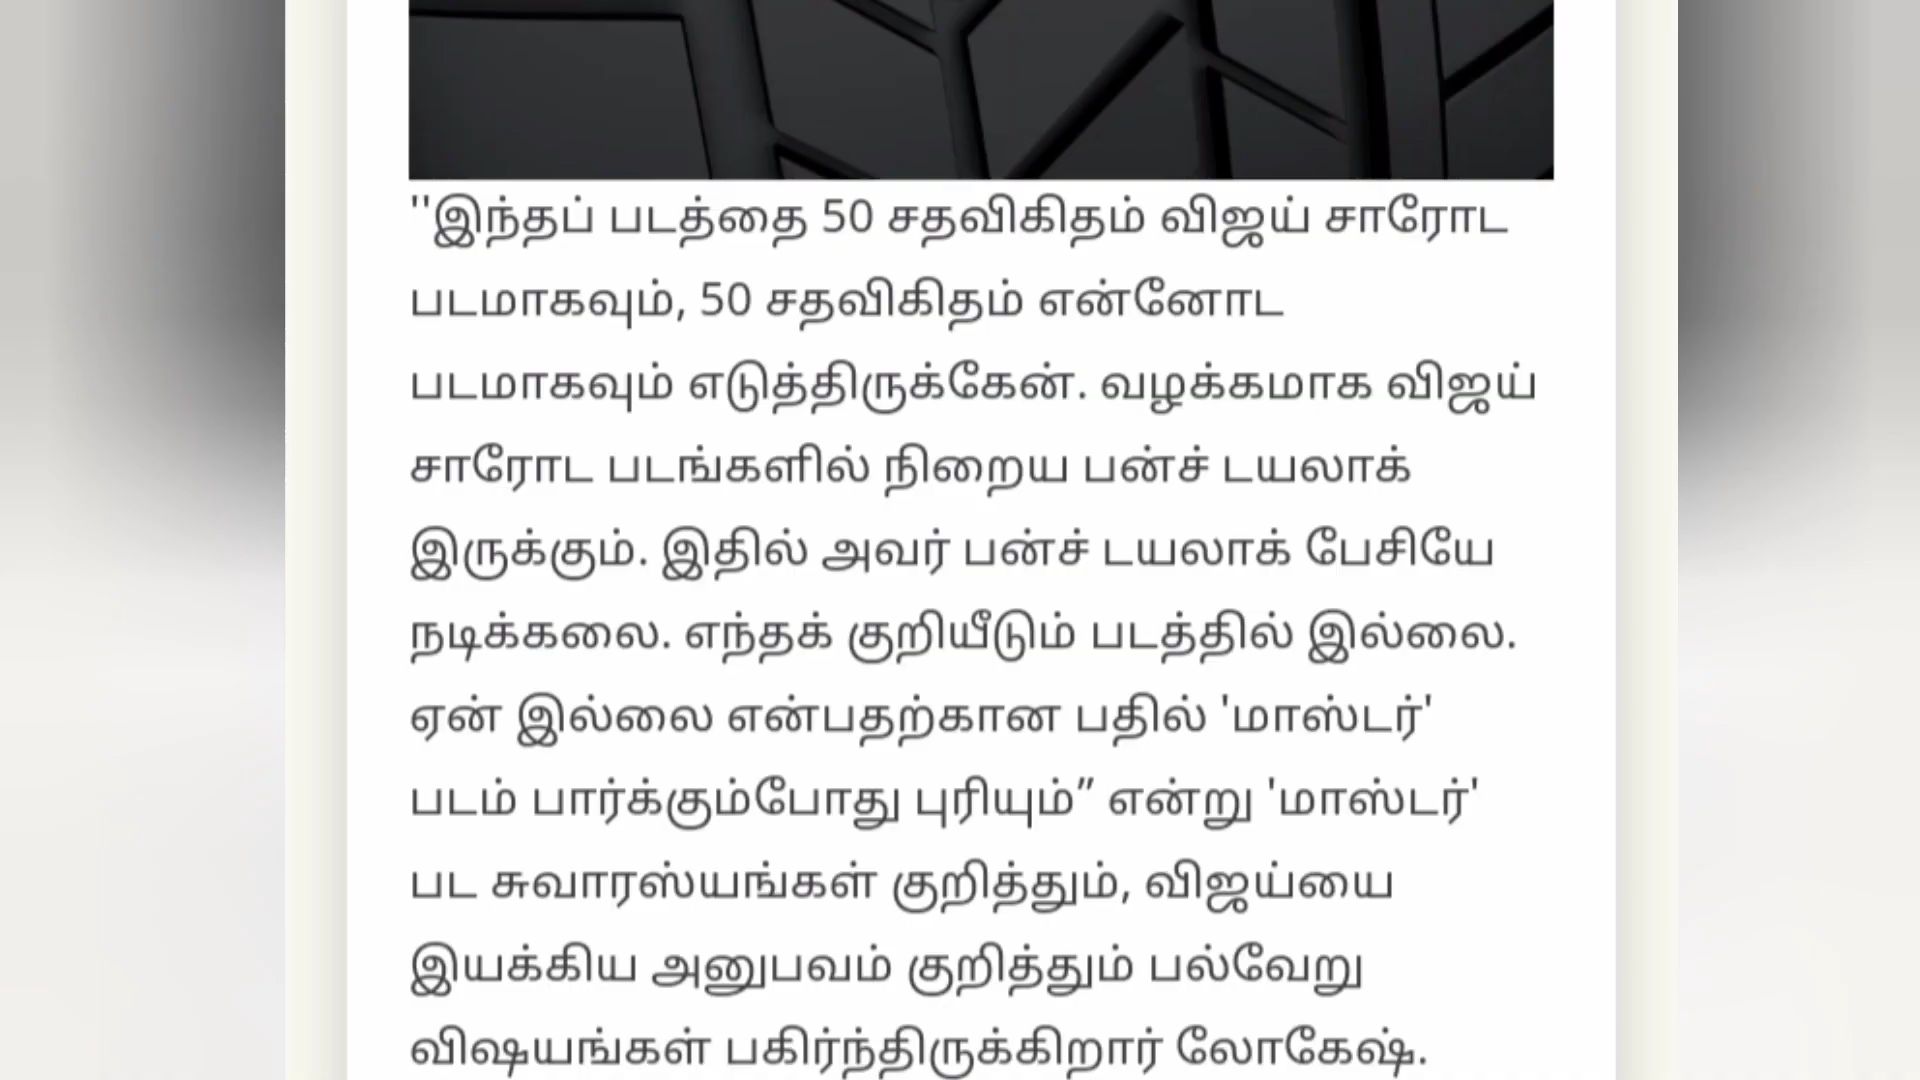 ''இந்தப் படத்தை 50 சதவிகிதம் விஜய் சாரோட
படமாகவும், 50 சதவிகிதம் என்னோட
படமாகவும் எடுத்திருக்கேன். வழக்கமாக விஜய்
சாரோட படங்களில் நிறைய பன்ச் டயலாக்
இருக்கும். இதில் அவர் பன்ச் டயலாக் பேசியே
நடிக்கலை. எந்தக் குறியீடும் படத்தில் இல்லை.
ஏன் இல்லை என்பதற்கான பதில் 'மாஸ்டர்'
படம் பார்க்கும்போது புரியும்” என்று 'மாஸ்டர்'
பட சுவாரஸ்யங்கள் குறித்தும், விஜய்யை
இயக்கிய அனுபவம் குறித்தும் பல்வேறு
விஷயங்கள் பகிர்ந்திருக்கிறார் லோகேஷ்.